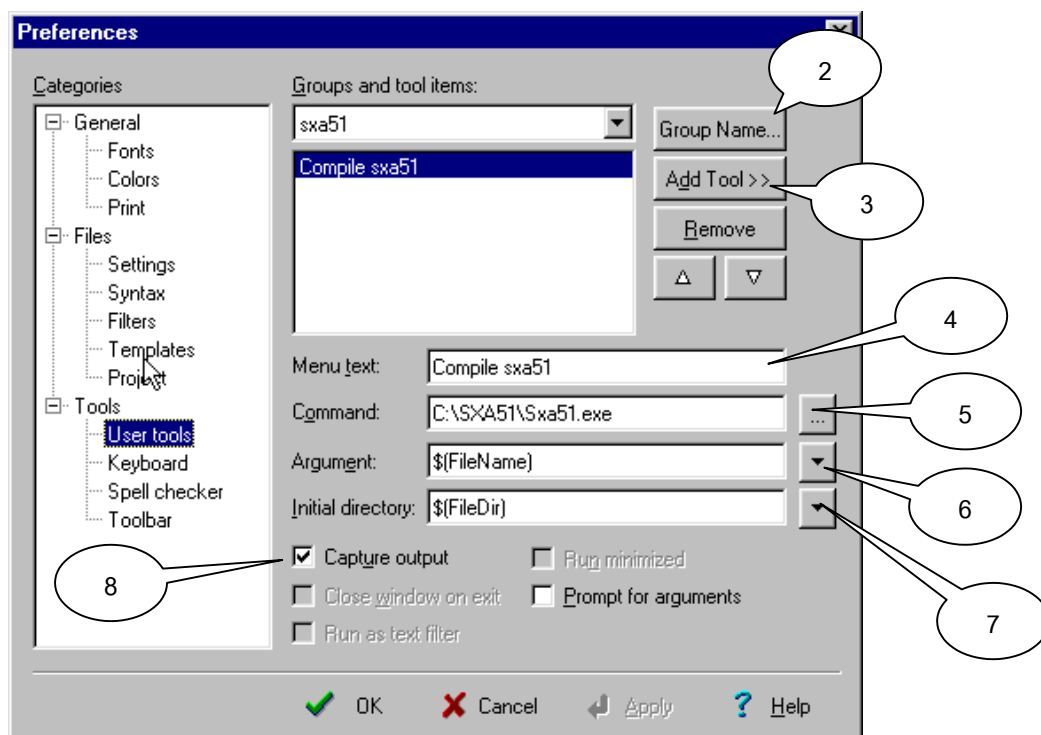 Preferences
2
Categories
Groups and tool items:
General
Fonts
Colors
Print
Files
Settings
Syntax
Filters
Templates
Project
Tools
User tools
Keyboard
Spell checker
Toolbar
sxa51
Group Name...
Compile sxa51
Add Tool >>
3
Remove
4
Menu text:
Compile sxa51
Command:
C:\SXA51\Sxa51.exe
...
5
Argument:
$(FileName)
6
Initial directory:
$(FileDir)
7
8
Capture output
Run minimized
Close window on exit
Prompt for arguments
Run as text filter
OK
Cancel
Apply
? Help